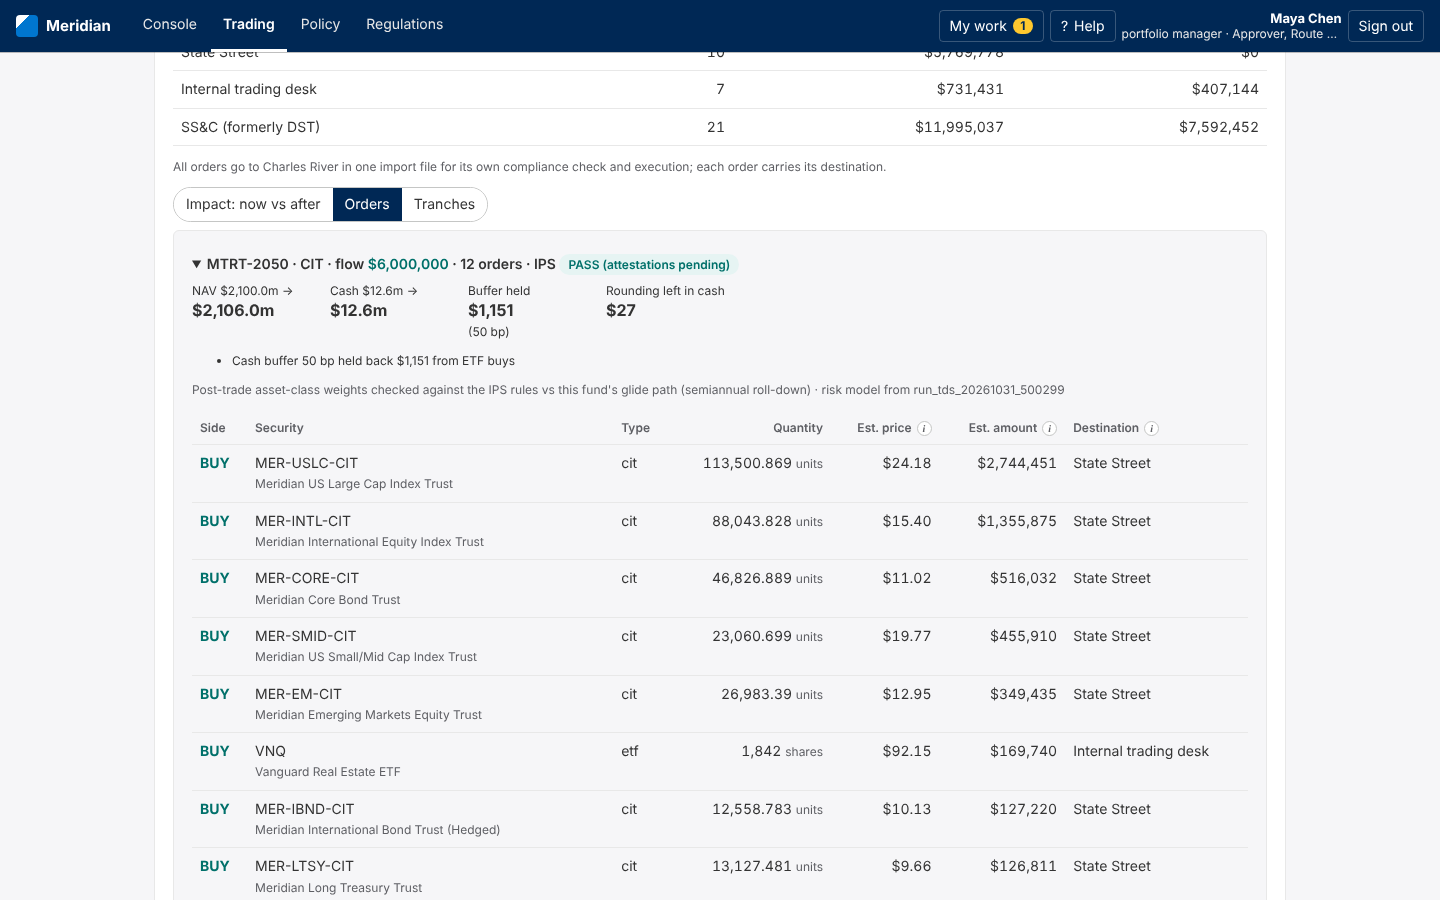 Meridian
Console
Trading
Policy
Regulations
My work 1
? Help
Maya Chen
portfolio manager · Approver, Route ...
Sign out
State Street 10 $5,769,778 $0
Internal trading desk 7 $731,431 $407,144
SS&C (formerly DST) 21 $11,995,037 $7,592,452
All orders go to Charles River in one import file for its own compliance check and execution; each order carries its destination.
Impact: now vs after Orders Tranches
▼ MTRT-2050 · CIT · flow $6,000,000 · 12 orders · IPS PASS (attestations pending)
NAV $2,100.0m → Cash $12.6m → Buffer held Rounding left in cash
$2,106.0m $12.6m $1,151 $27
(50 bp)
• Cash buffer 50 bp held back $1,151 from ETF buys
Post-trade asset-class weights checked against the IPS rules vs this fund's glide path (semiannual roll-down) · risk model from run_tds_20261031_500299
Side Security Type Quantity Est. price i Est. amount i Destination i
BUY MER-USLC-CIT cit 113,500.869 units $24.18 $2,744,451 State Street
Meridian US Large Cap Index Trust
BUY MER-INTL-CIT cit 88,043.828 units $15.40 $1,355,875 State Street
Meridian International Equity Index Trust
BUY MER-CORE-CIT cit 46,826.889 units $11.02 $516,032 State Street
Meridian Core Bond Trust
BUY MER-SMID-CIT cit 23,060.699 units $19.77 $455,910 State Street
Meridian US Small/Mid Cap Index Trust
BUY MER-EM-CIT cit 26,983.39 units $12.95 $349,435 State Street
Meridian Emerging Markets Equity Trust
BUY VNQ etf 1,842 shares $92.15 $169,740 Internal trading desk
Vanguard Real Estate ETF
BUY MER-IBND-CIT cit 12,558.783 units $10.13 $127,220 State Street
Meridian International Bond Trust (Hedged)
BUY MER-LTSY-CIT cit 13,127.481 units $9.66 $126,811 State Street
Meridian Long Treasury Trust